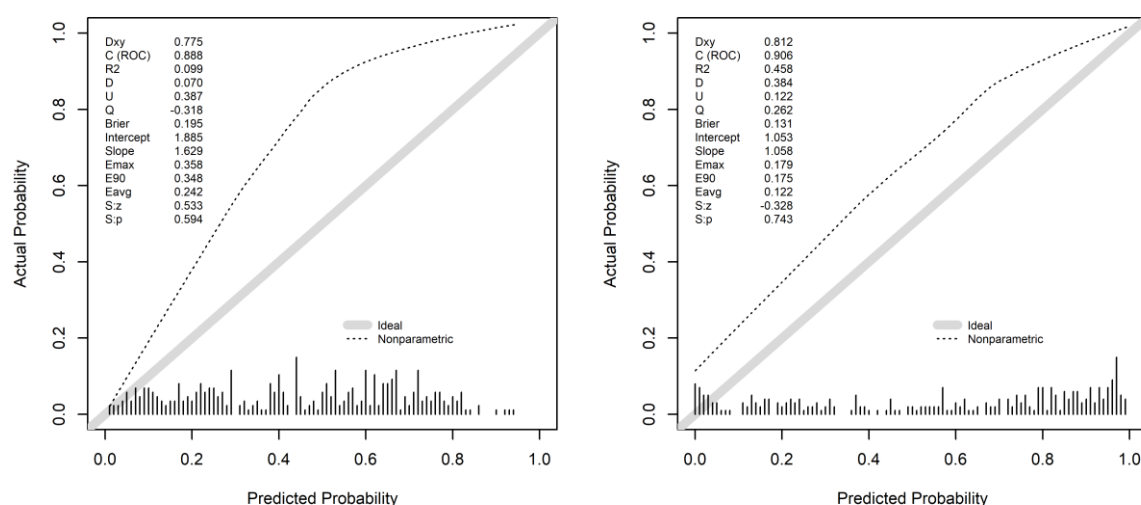 Dxy 0.775
C (ROC) 0.888
R2 0.099
D 0.070
U 0.387
Q -0.318
Brier 0.195
Intercept 1.885
Slope 1.629
Emax 0.358
E90 0.348
Eavg 0.242
S:z 0.533
S:p 0.594
Ideal
Nonparametric
Actual Probability
0.0 0.2 0.4 0.6 0.8 1.0
0.0 0.2 0.4 0.6 0.8 1.0
Predicted Probability
Dxy 0.812
C (ROC) 0.906
R2 0.458
D 0.384
U 0.122
Q 0.262
Brier 0.131
Intercept 1.053
Slope 1.058
Emax 0.179
E90 0.175
Eavg 0.122
S:z -0.328
S:p 0.743
Ideal
Nonparametric
Actual Probability
0.0 0.2 0.4 0.6 0.8 1.0
0.0 0.2 0.4 0.6 0.8 1.0
Predicted Probability